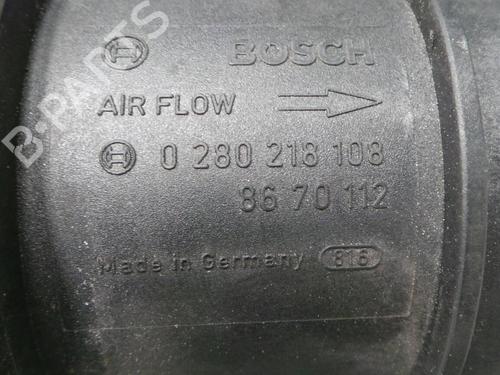 BOSCH
AIR FLOW
0 280 218 108
86 70 112
Made in Germany 816
B-PARTS